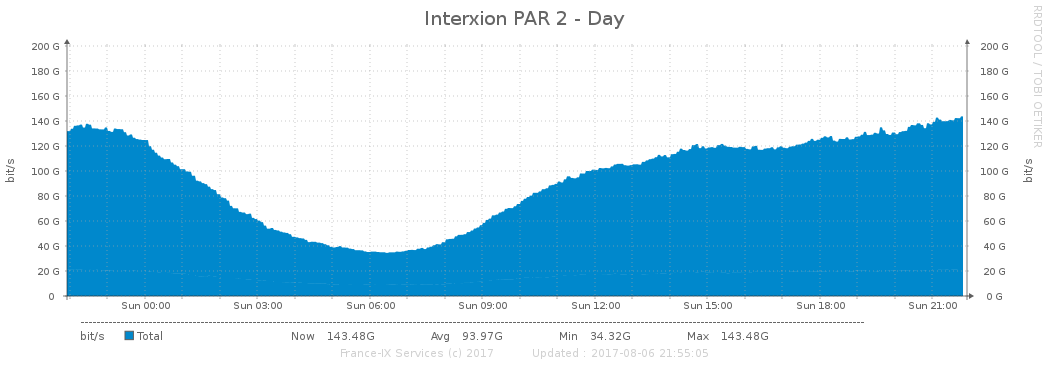 Interxion PAR 2 - Day
RRDTOOL / TOBI OETIKER
bit/s
200 G
180 G
160 G
140 G
120 G
100 G
80 G
60 G
40 G
20 G
0
200 G
180 G
160 G
140 G
120 G
100 G
80 G
60 G
40 G
20 G
0 G
bit/s
Sun 00:00 Sun 03:00 Sun 06:00 Sun 09:00 Sun 12:00 Sun 15:00 Sun 18:00 Sun 21:00
bit/s Total Now 143.48G Avg 93.97G Min 34.32G Max 143.48G
France-IX Services (c) 2017 Updated : 2017-08-06 21:55:05